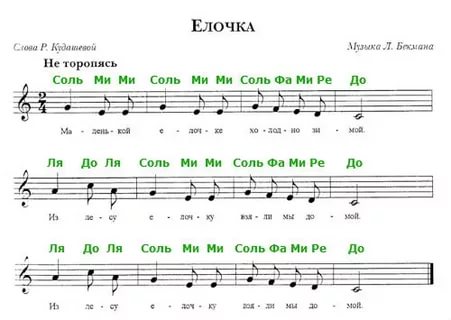 Елочка
Слова Р. Кудашевой
Музыка Л. Бекмана
Не торопясь
Соль Ми Ми Соль Ми Ми Соль Фа Ми Ре До
2
4
Ма - лень - кой е - лоч - ке хо - лод - но зи - мой.
Ля До Ля Соль Ми Ми Соль Фа Ми Ре До
Из ле - су е - лоч - ку взя - ли мы до - мой.
Ля До Ля Соль Ми Ми Соль Фа Ми Ре До
Из ле - су е - лоч - ку мы до - мой.